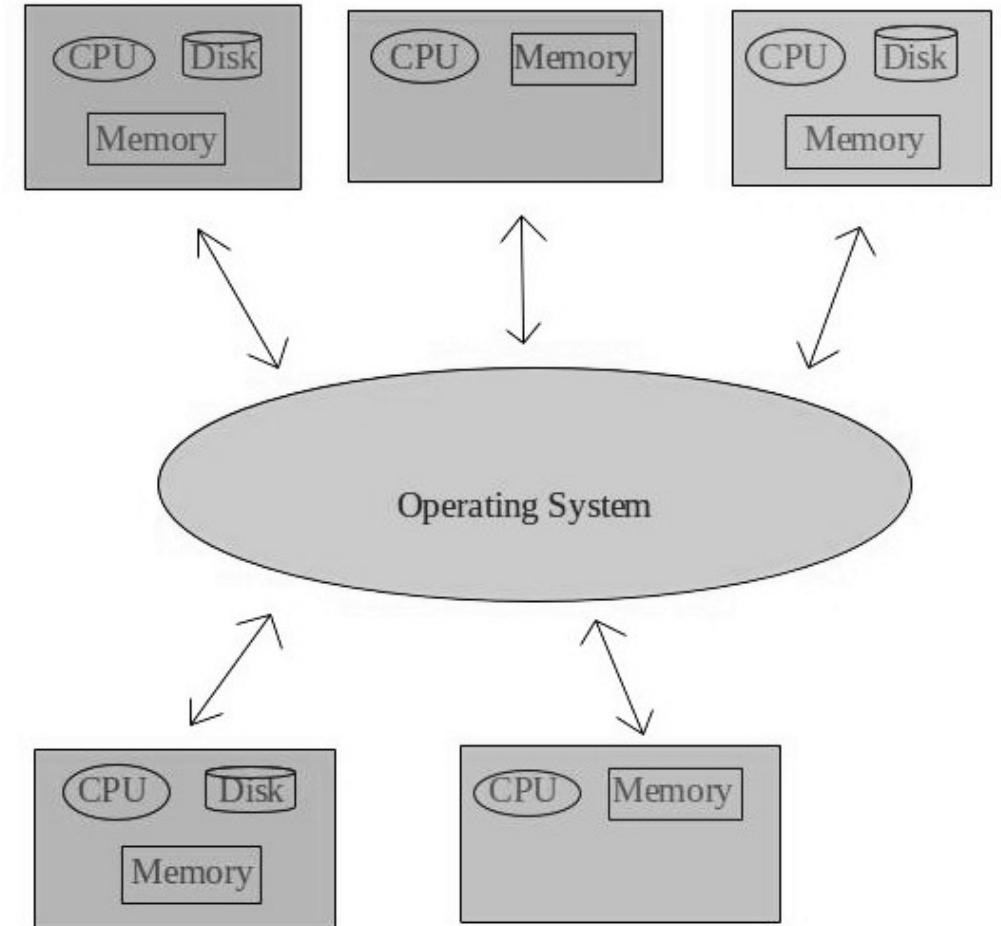 CPU Disk
Memory
CPU Memory
CPU Disk
Memory
Operating System
CPU Disk
Memory
CPU Memory